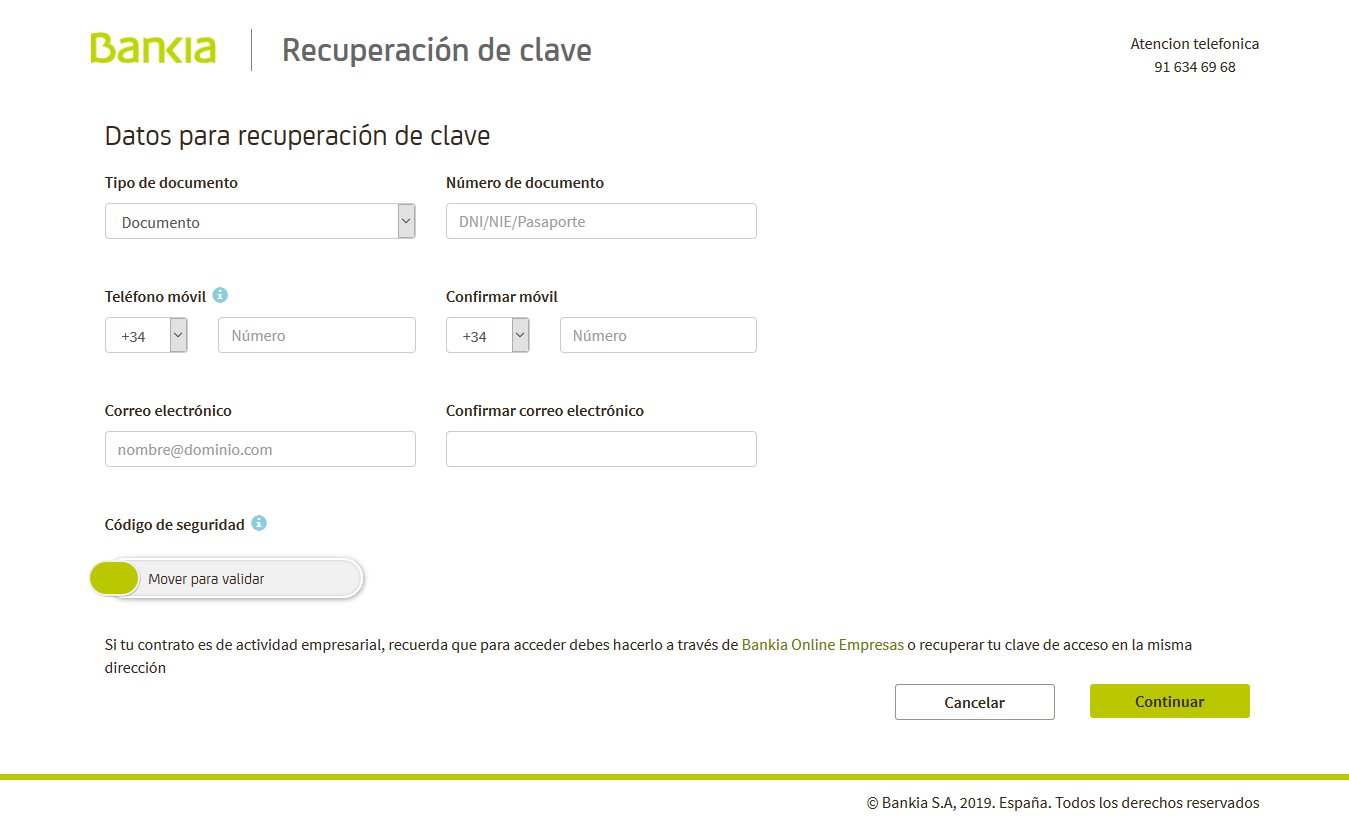 Bankia
Recuperación de clave
Atencion telefonica
91 634 69 68
Datos para recuperación de clave
Tipo de documento
Número de documento
Documento
DNI/NIE/Pasaporte
Teléfono móvil
Confirmar móvil
+34
Número
+34
Número
Correo electrónico
Confirmar correo electrónico
nombre@dominio.com
Código de seguridad
Mover para validar
Si tu contrato es de actividad empresarial, recuerda que para acceder debes hacerlo a través de Bankia Online Empresas o recuperar tu clave de acceso en la misma
dirección
Cancelar
Continuar
© Bankia S.A, 2019. España. Todos los derechos reservados